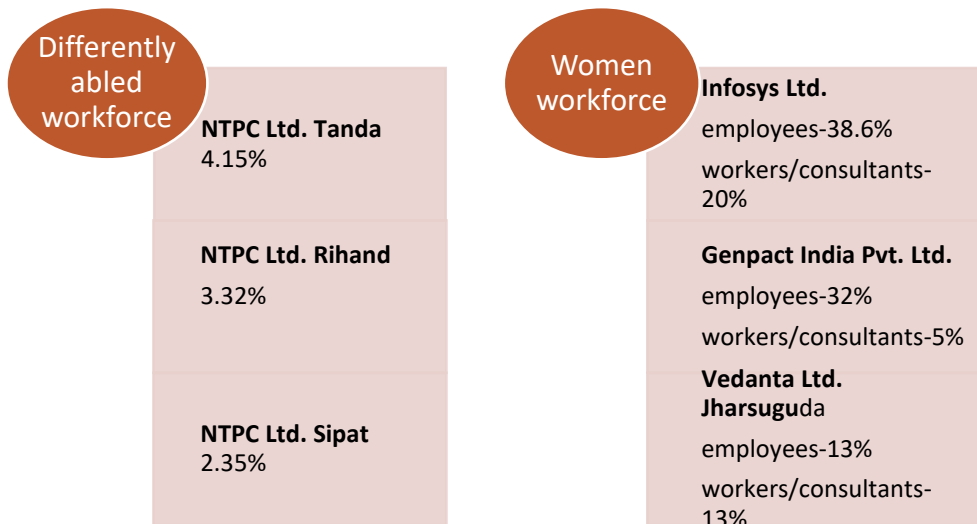 Differently
abled
workforce
NTPC Ltd. Tanda
4.15%
NTPC Ltd. Rihand
3.32%
NTPC Ltd. Sipat
2.35%
Women
workforce
Infosys Ltd.
employees-38.6%
workers/consultants-
20%
Genpact India Pvt. Ltd.
employees-32%
workers/consultants-5%
Vedanta Ltd.
Jharsuguda
employees-13%
workers/consultants-
13%